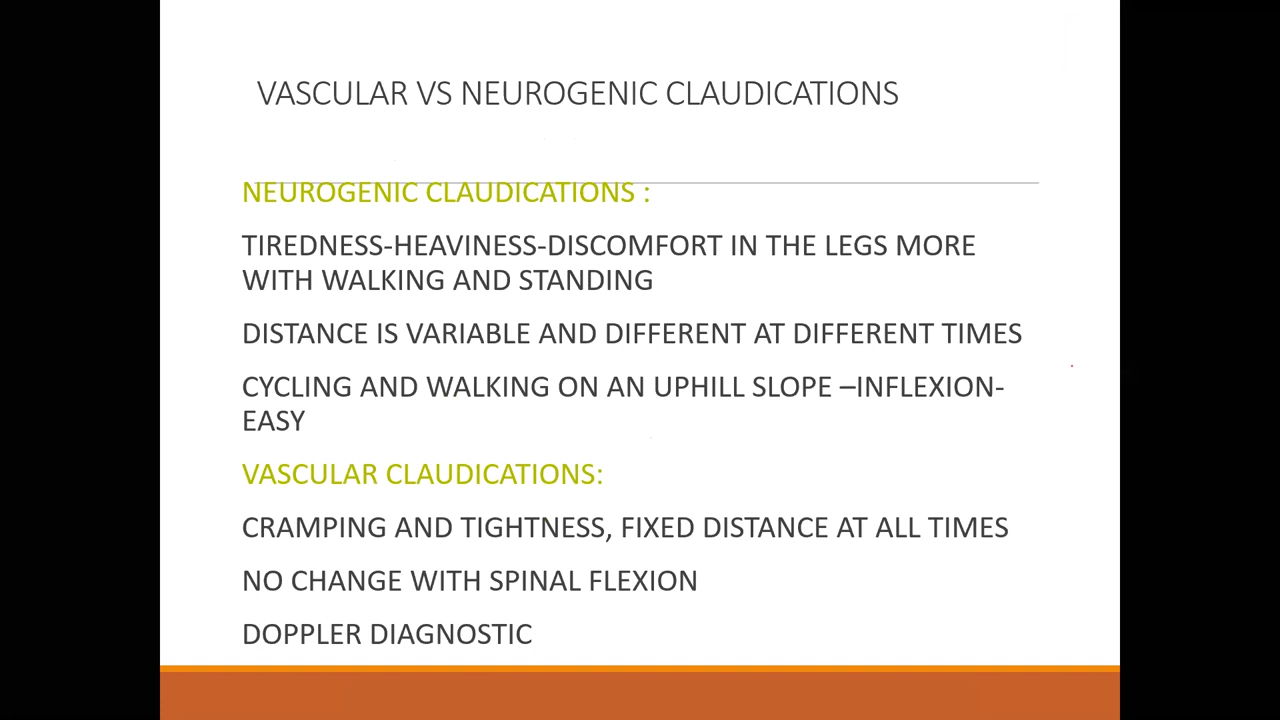 VASCULAR VS NEUROGENIC CLAUDICATIONS
NEUROGENIC CLAUDICATIONS :
TIREDNESS-HEAVINESS-DISCOMFORT IN THE LEGS MORE
WITH WALKING AND STANDING
DISTANCE IS VARIABLE AND DIFFERENT AT DIFFERENT TIMES
CYCLING AND WALKING ON AN UPHILL SLOPE –INFLEXION-
EASY
VASCULAR CLAUDICATIONS:
CRAMPING AND TIGHTNESS, FIXED DISTANCE AT ALL TIMES
NO CHANGE WITH SPINAL FLEXION
DOPPLER DIAGNOSTIC